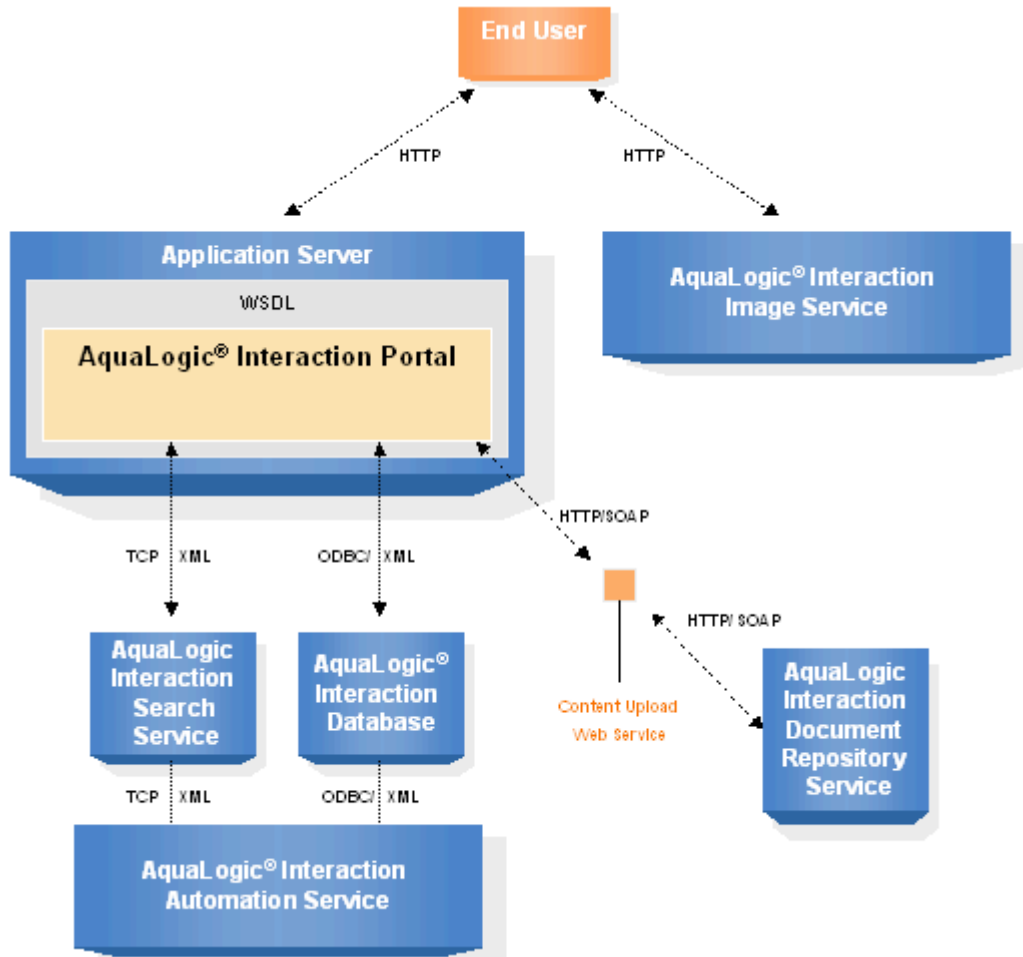 End User
HTTP
HTTP
Application Server
WSDL
AquaLogic® Interaction Portal
AquaLogic® Interaction
Image Service
HTTP/SOAP
TCP XML
ODBC/ XML
HTTP/ SOAP
AquaLogic
Interaction
Search
Service
AquaLogic®
Interaction
Database
Content Upload
Web Service
AquaLogic
Interaction
Document
Repository
Service
TCP XML
ODBC/ XML
AquaLogic® Interaction
Automation Service